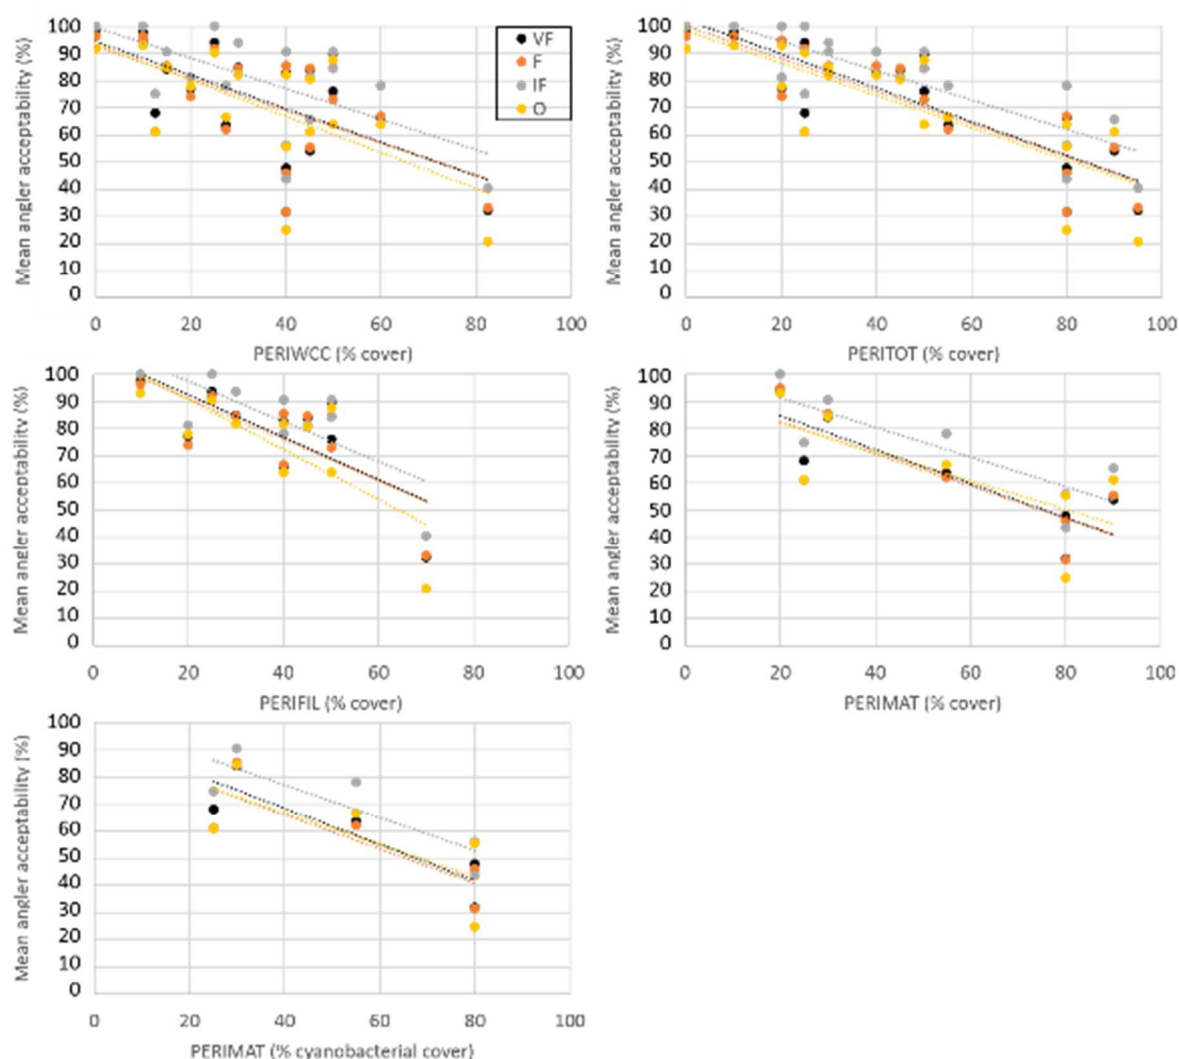 Mean angler acceptability (%)
100
90
80
70
60
50
40
30
20
10
0
0 20 40 60 80 100
PERIWCC (% cover)
VF
F
IF
O
Mean angler acceptability (%)
100
90
80
70
60
50
40
30
20
10
0
0 20 40 60 80 100
PERITOT (% cover)
Mean angler acceptability (%)
100
90
80
70
60
50
40
30
20
10
0
0 20 40 60 80 100
PERIFIL (% cover)
Mean angler acceptability (%)
100
90
80
70
60
50
40
30
20
10
0
0 20 40 60 80 100
PERIMAT (% cover)
Mean angler acceptability (%)
100
90
80
70
60
50
40
30
20
10
0
0 20 40 60 80 100
PERIMAT (% cyanobacterial cover)